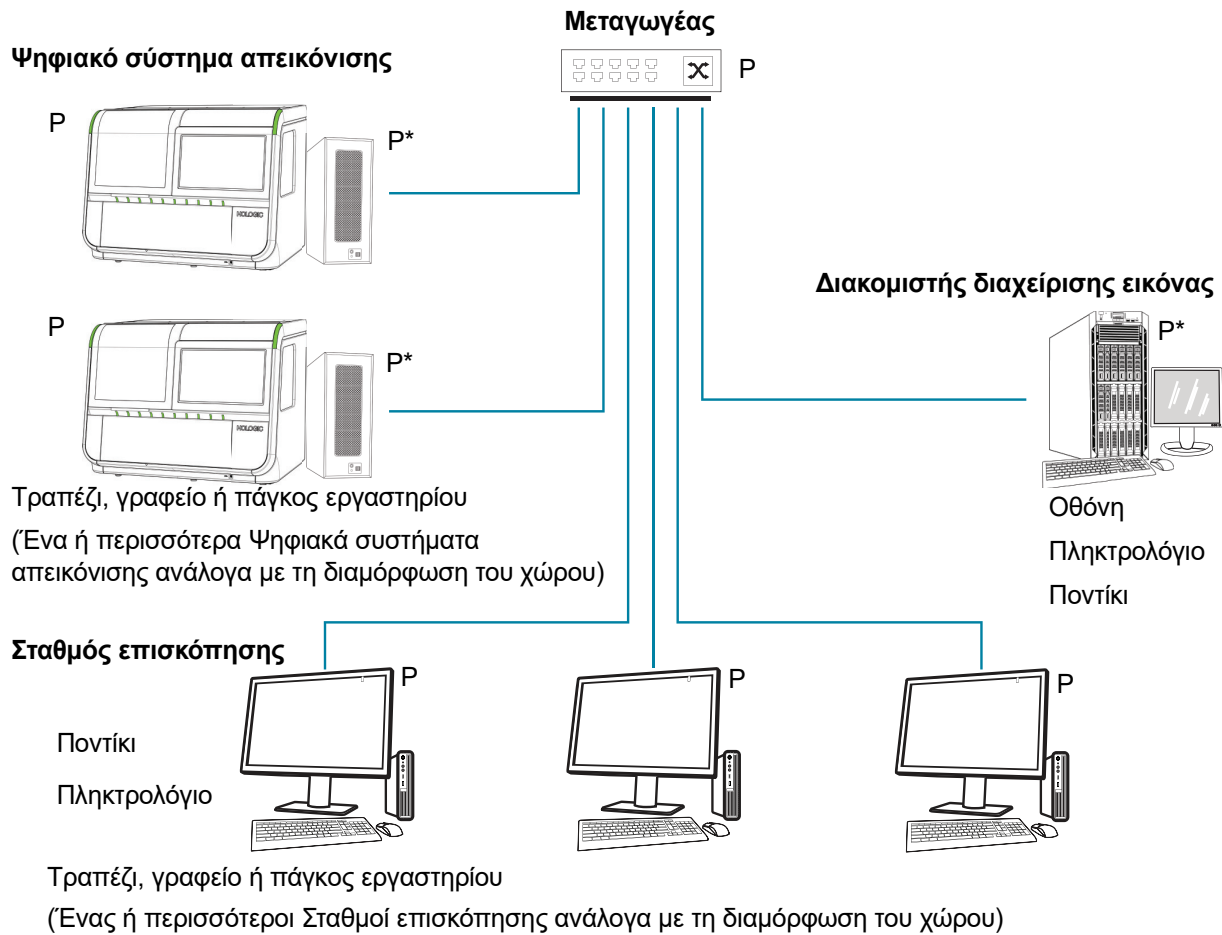 Μεταγωγέας
Ψηφιακό σύστημα απεικόνισης
P
P
P*
HOLOGIC
Διακομιστής διαχείρισης εικόνας
P*
P
P*
HOLOGIC
Τραπέζι, γραφείο ή πάγκος εργαστηρίου
(Ένα ή περισσότερα Ψηφιακά συστήματα
απεικόνισης ανάλογα με τη διαμόρφωση του χώρου)
Οθόνη
Πληκτρολόγιο
Ποντίκι
Σταθμός επισκόπησης
P
P
P
Ποντίκι
Πληκτρολόγιο
Τραπέζι, γραφείο ή πάγκος εργαστηρίου
(Ένας ή περισσότεροι Σταθμοί επισκόπησης ανάλογα με τη διαμόρφωση του χώρου)